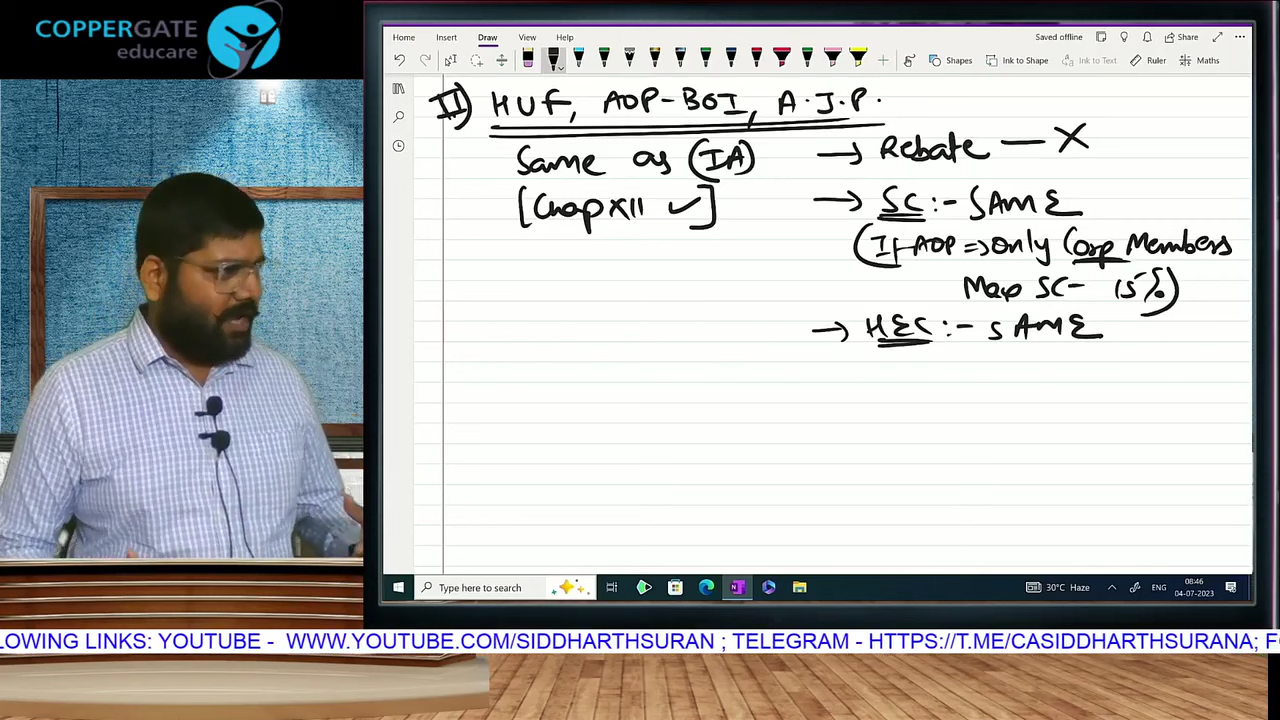 COPPERGATE
educare
Home Insert Draw View Help
Saved offline
Share
Shapes
Ink to Shape
Ink to Text
Ruler
Maths
II) HUF, AOP-BOI, A.J.P.
Same as (IA)
[Chap XII ✓]
→ Rebate — X
→ SC :- SAME
(If AOP => only Corp Members
Max SC - 15%)
→ HEC :- SAME
Type here to search
30°C Haze
ENG
08:46
04-07-2023
LOWING LINKS: YOUTUBE - WWW.YOUTUBE.COM/SIDDHARTHSURAN ; TELEGRAM - HTTPS://T.ME/CASIDDHARTHSURANA; F